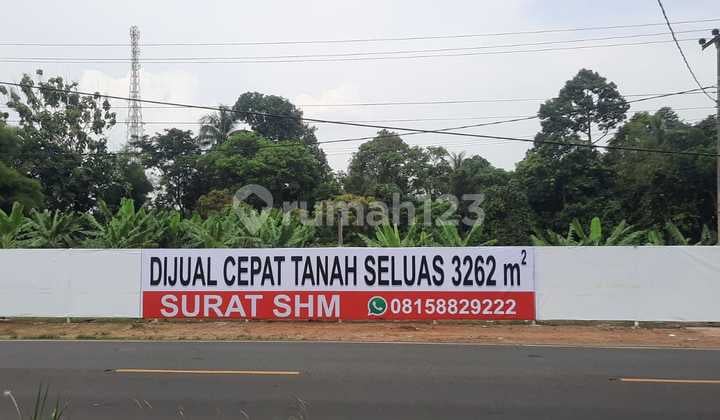 rumah123
DIJUAL CEPAT TANAH SELUAS 3262 m²
SURAT SHM 08158829222